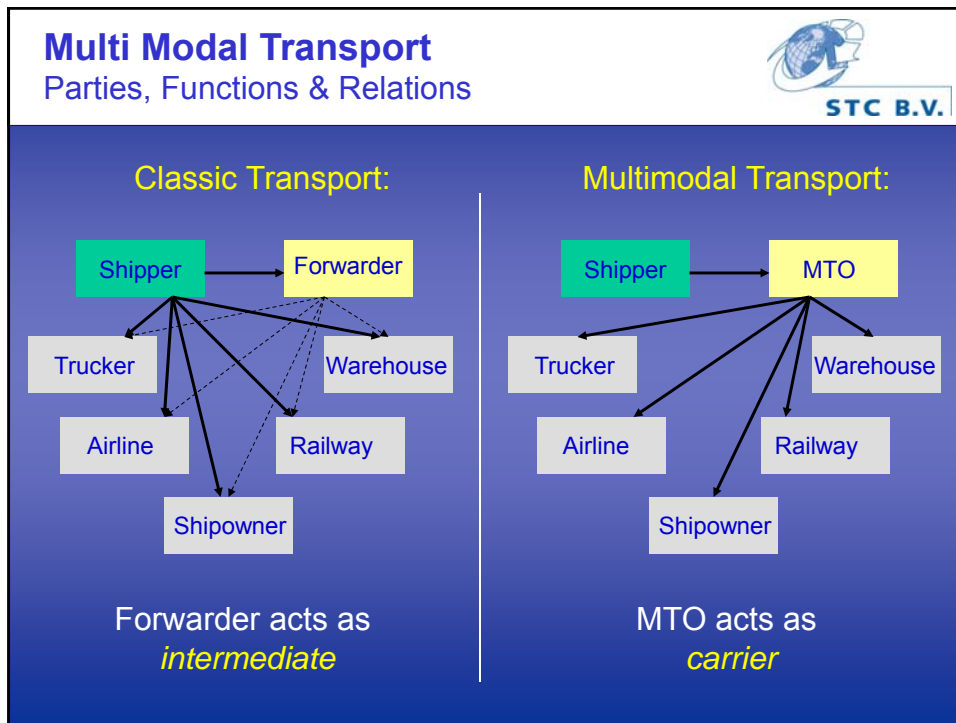 Multi Modal Transport
Parties, Functions & Relations
STC B.V.
Classic Transport:
Shipper
Forwarder
Trucker
Warehouse
Airline
Railway
Shipowner
Forwarder acts as
intermediate
Multimodal Transport:
Shipper
MTO
Trucker
Warehouse
Airline
Railway
Shipowner
MTO acts as
carrier